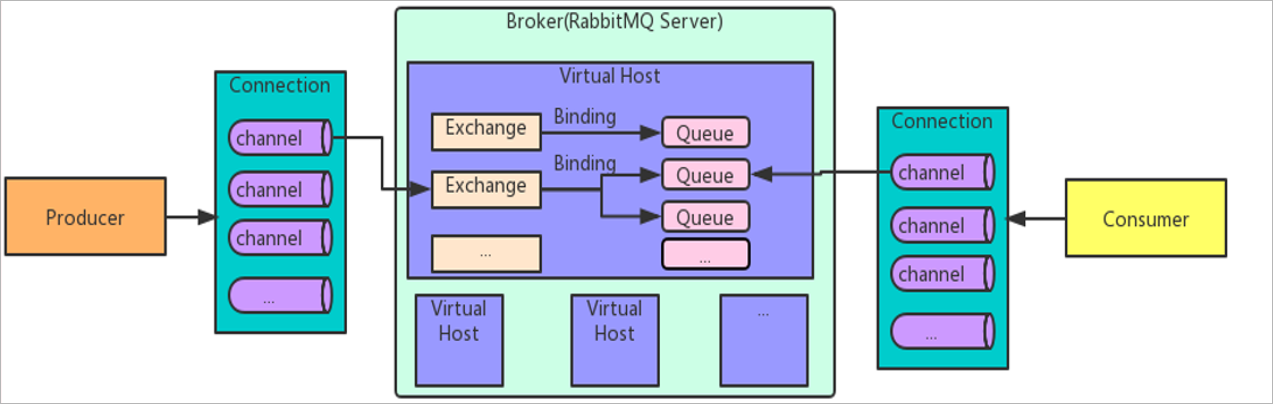 Broker(RabbitMQ Server)
Virtual Host
Connection
channel
channel
channel
...
Producer
Exchange
Binding
Queue
Exchange
Binding
Queue
Queue
...
...
Virtual
Host
Virtual
Host
...
Connection
channel
channel
channel
...
Consumer